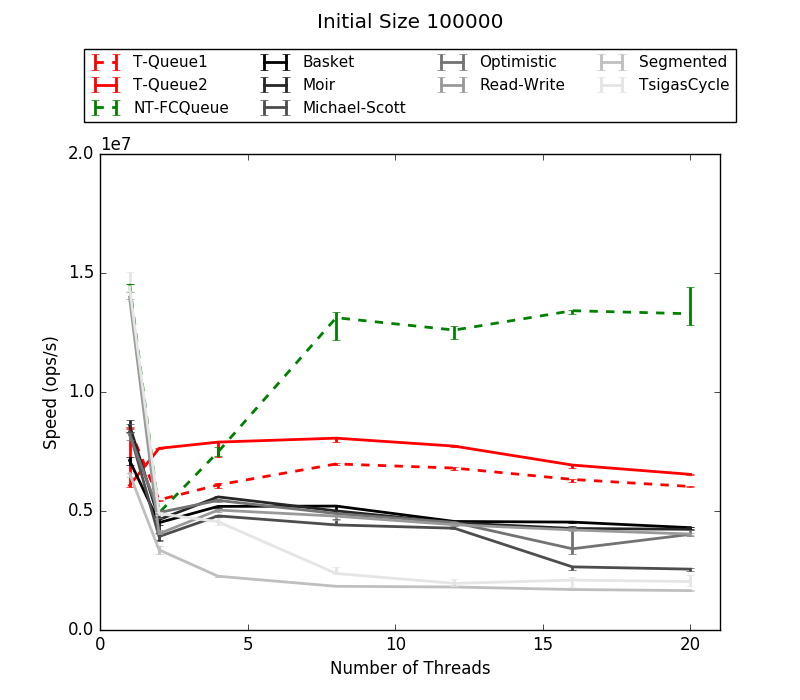 Initial Size 100000
T-Queue1 Basket Optimistic Segmented
T-Queue2 Moir Read-Write TsigasCycle
NT-FCQueue Michael-Scott
1e7
2.0
1.5
1.0
0.5
0.0
Speed (ops/s)
0 5 10 15 20
Number of Threads